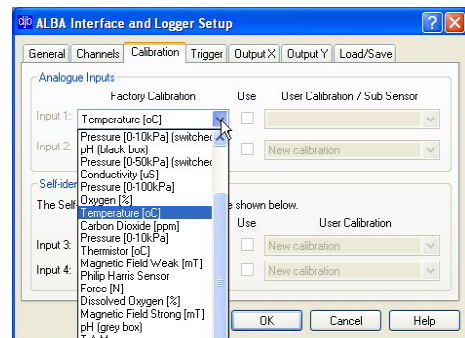 djb ALBA Interface and Logger Setup
General Channels Calibration Trigger Output X Output Y Load/Save
Analogue Inputs
Factory Calibration Use User Calibration / Sub Sensor
Input 1: Temperature [oC]
Pressure [0-10kPa] (switched
Input 2: pH (black box) New calibration
Pressure [0-50kPa] (switched
Conductivity [uS]
Pressure [0-100kPa]
Self-iden
Oxygen [%]
The Self Temperature [oC] e shown below.
Carbon Dioxide [ppm] Use User Calibration
Pressure [0-10kPa]
Input 3: Thermistor [oC] New calibration
Magnetic Field Weak [mT]
Input 4: Philip Harris Sensor New calibration
Force [N]
Dissolved Oxygen [%]
Magnetic Field Strong [mT]
pH (grey box)
OK Cancel Help